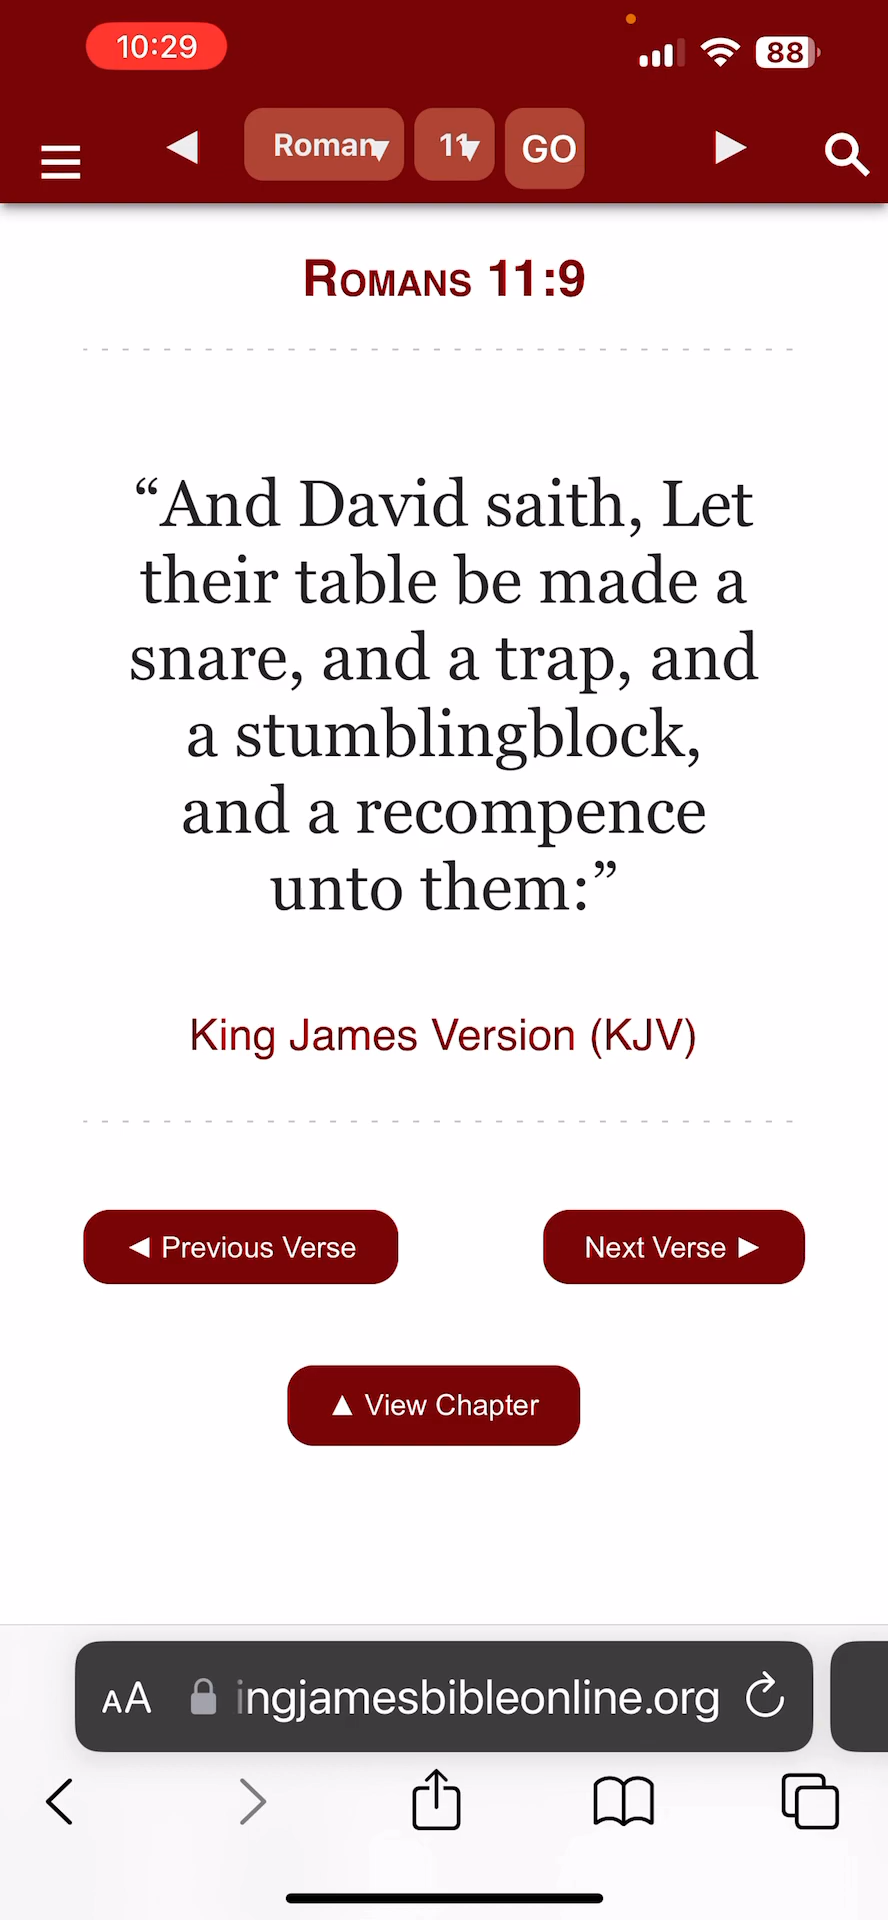 10:29
88
Roman
11
GO
Romans 11:9
“And David saith, Let
their table be made a
snare, and a trap, and
a stumblingblock,
and a recompence
unto them:”
King James Version (KJV)
◄ Previous Verse
Next Verse ►
▲ View Chapter
AA ingjamesbibleonline.org